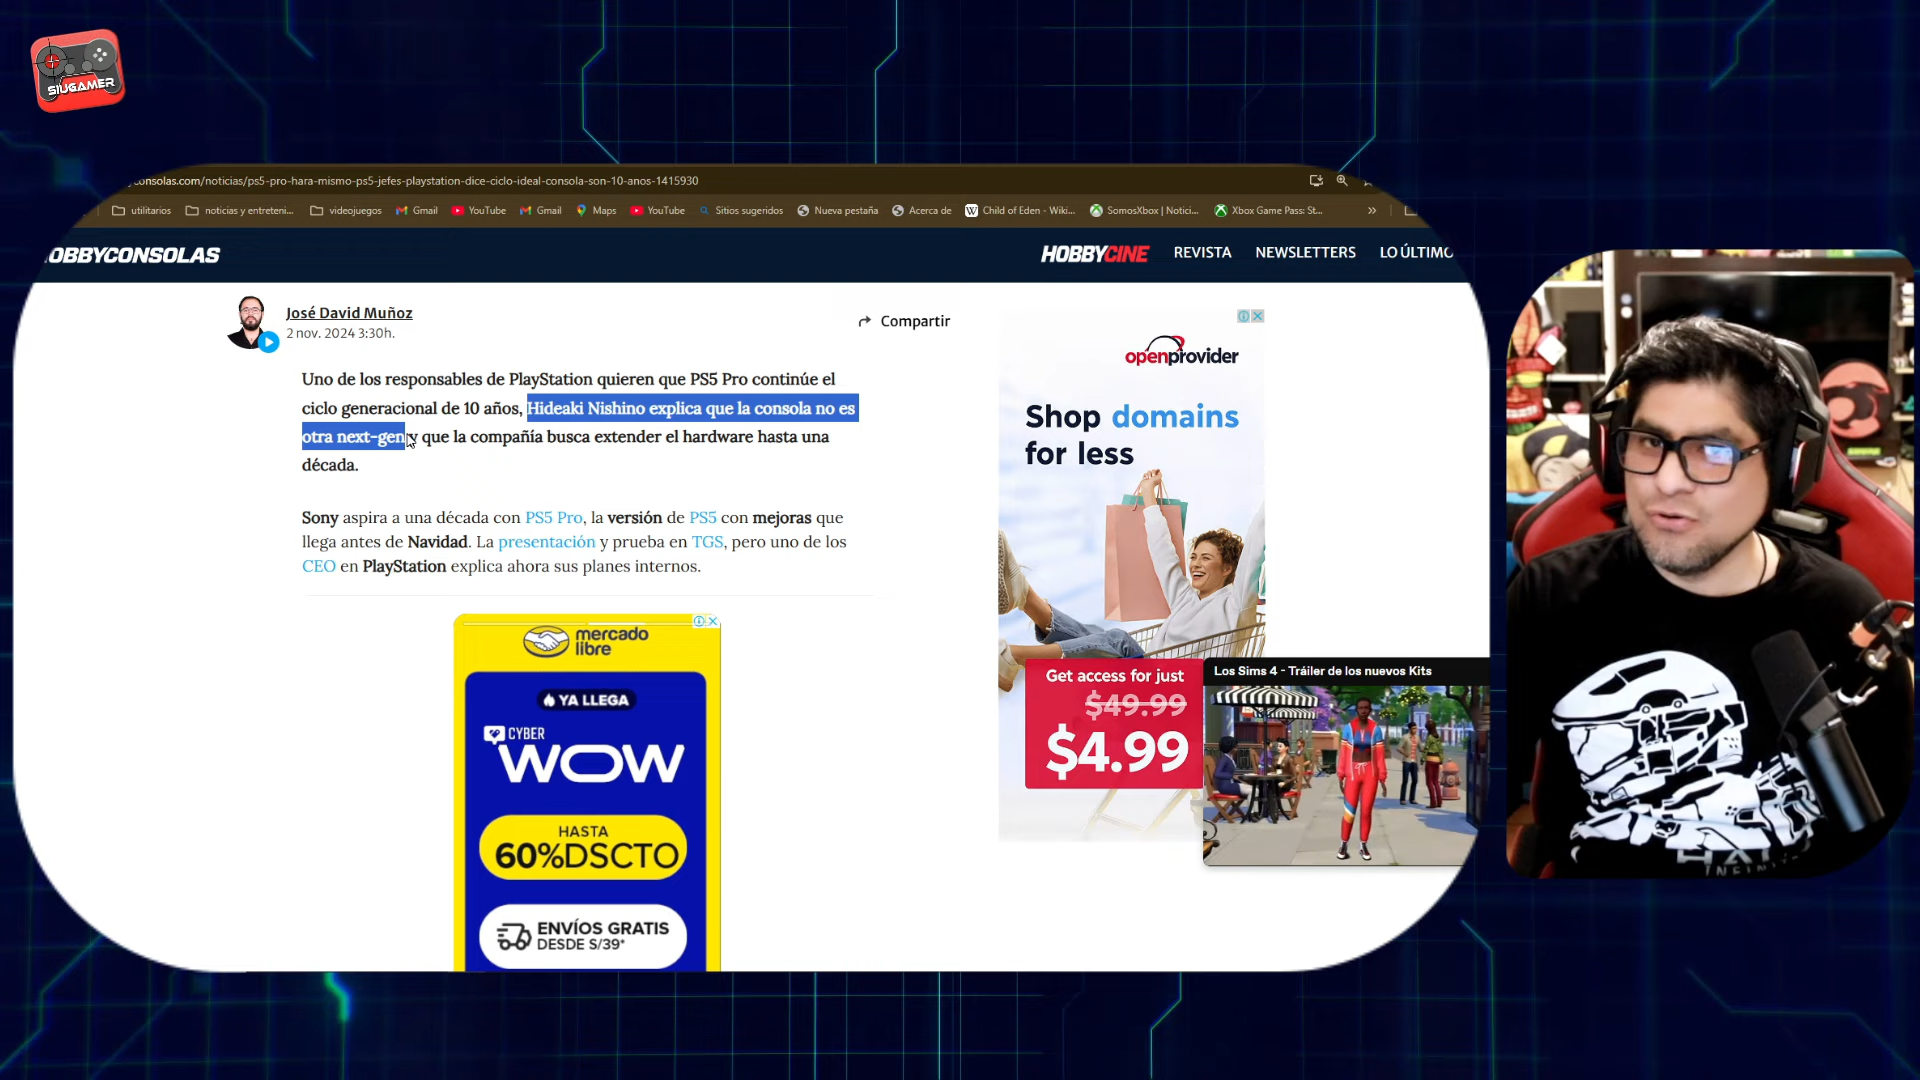 SIUGAMER
consolas.com/noticias/ps5-pro-hara-mismo-ps5-jefes-playstation-dice-ciclo-ideal-consola-son-10-anos-1415930
utilitarios
noticias y entreteni...
videojuegos
Gmail
YouTube
Gmail
Maps
YouTube
Sitios sugeridos
Nueva pestaña
Acerca de
W Child of Eden - Wiki...
SomosXbox | Notici...
Xbox Game Pass: St...
»
OBBYCONSOLAS
HOBBYCINE
REVISTA
NEWSLETTERS
LO ÚLTIMO
José David Muñoz
2 nov. 2024 3:30h.
Compartir
Uno de los responsables de PlayStation quieren que PS5 Pro continúe el
ciclo generacional de 10 años, Hideaki Nishino explica que la consola no es
otra next-gen y que la compañía busca extender el hardware hasta una
década.
Sony aspira a una década con PS5 Pro, la versión de PS5 con mejoras que
llega antes de Navidad. La presentación y prueba en TGS, pero uno de los
CEO en PlayStation explica ahora sus planes internos.
mercado
libre
YA LLEGA
CYBER
WOW
HASTA
60%DSCTO
ENVÍOS GRATIS
DESDE S/39*
openprovider
Shop domains
for less
Get access for just
$49.99
$4.99
Los Sims 4 - Tráiler de los nuevos Kits
HALO
INFINITE